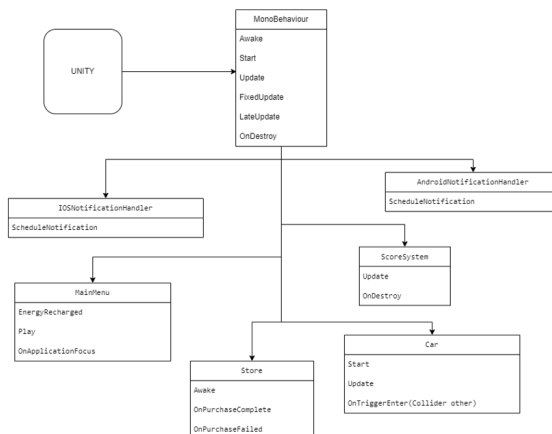 MonoBehaviour
Awake
Start
UNITY
Update
FixedUpdate
LateUpdate
OnDestroy
AndroidNotificationHandler
ScheduleNotification
IOSNotificationHandler
ScheduleNotification
ScoreSystem
Update
OnDestroy
MainMenu
EnergyRecharged
Play
OnApplicationFocus
Car
Start
Update
OnTriggerEnter(Collider other)
Store
Awake
OnPurchaseComplete
OnPurchaseFailed